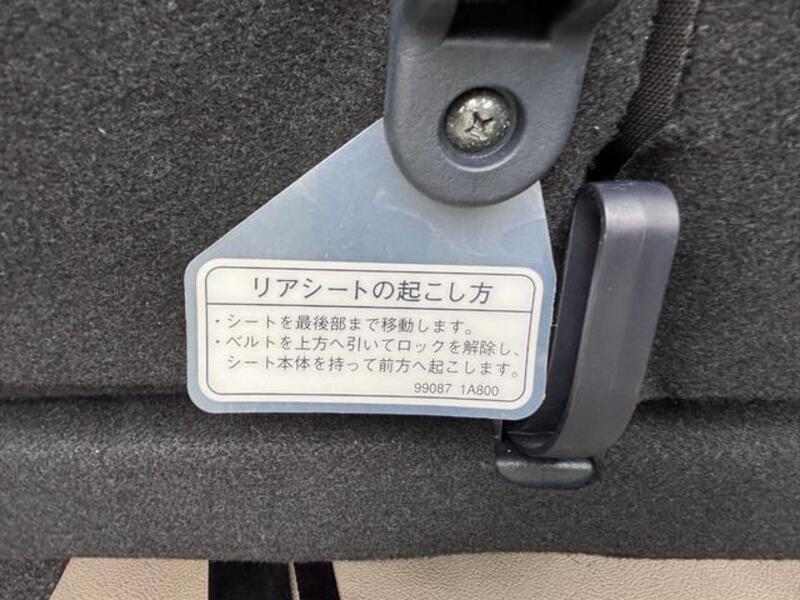 リアシートの起こし方
・シートを最後部まで移動します。
・ベルトを上方へ引いてロックを解除し、
シート本体を持って前方へ起こします。
99087 1A800